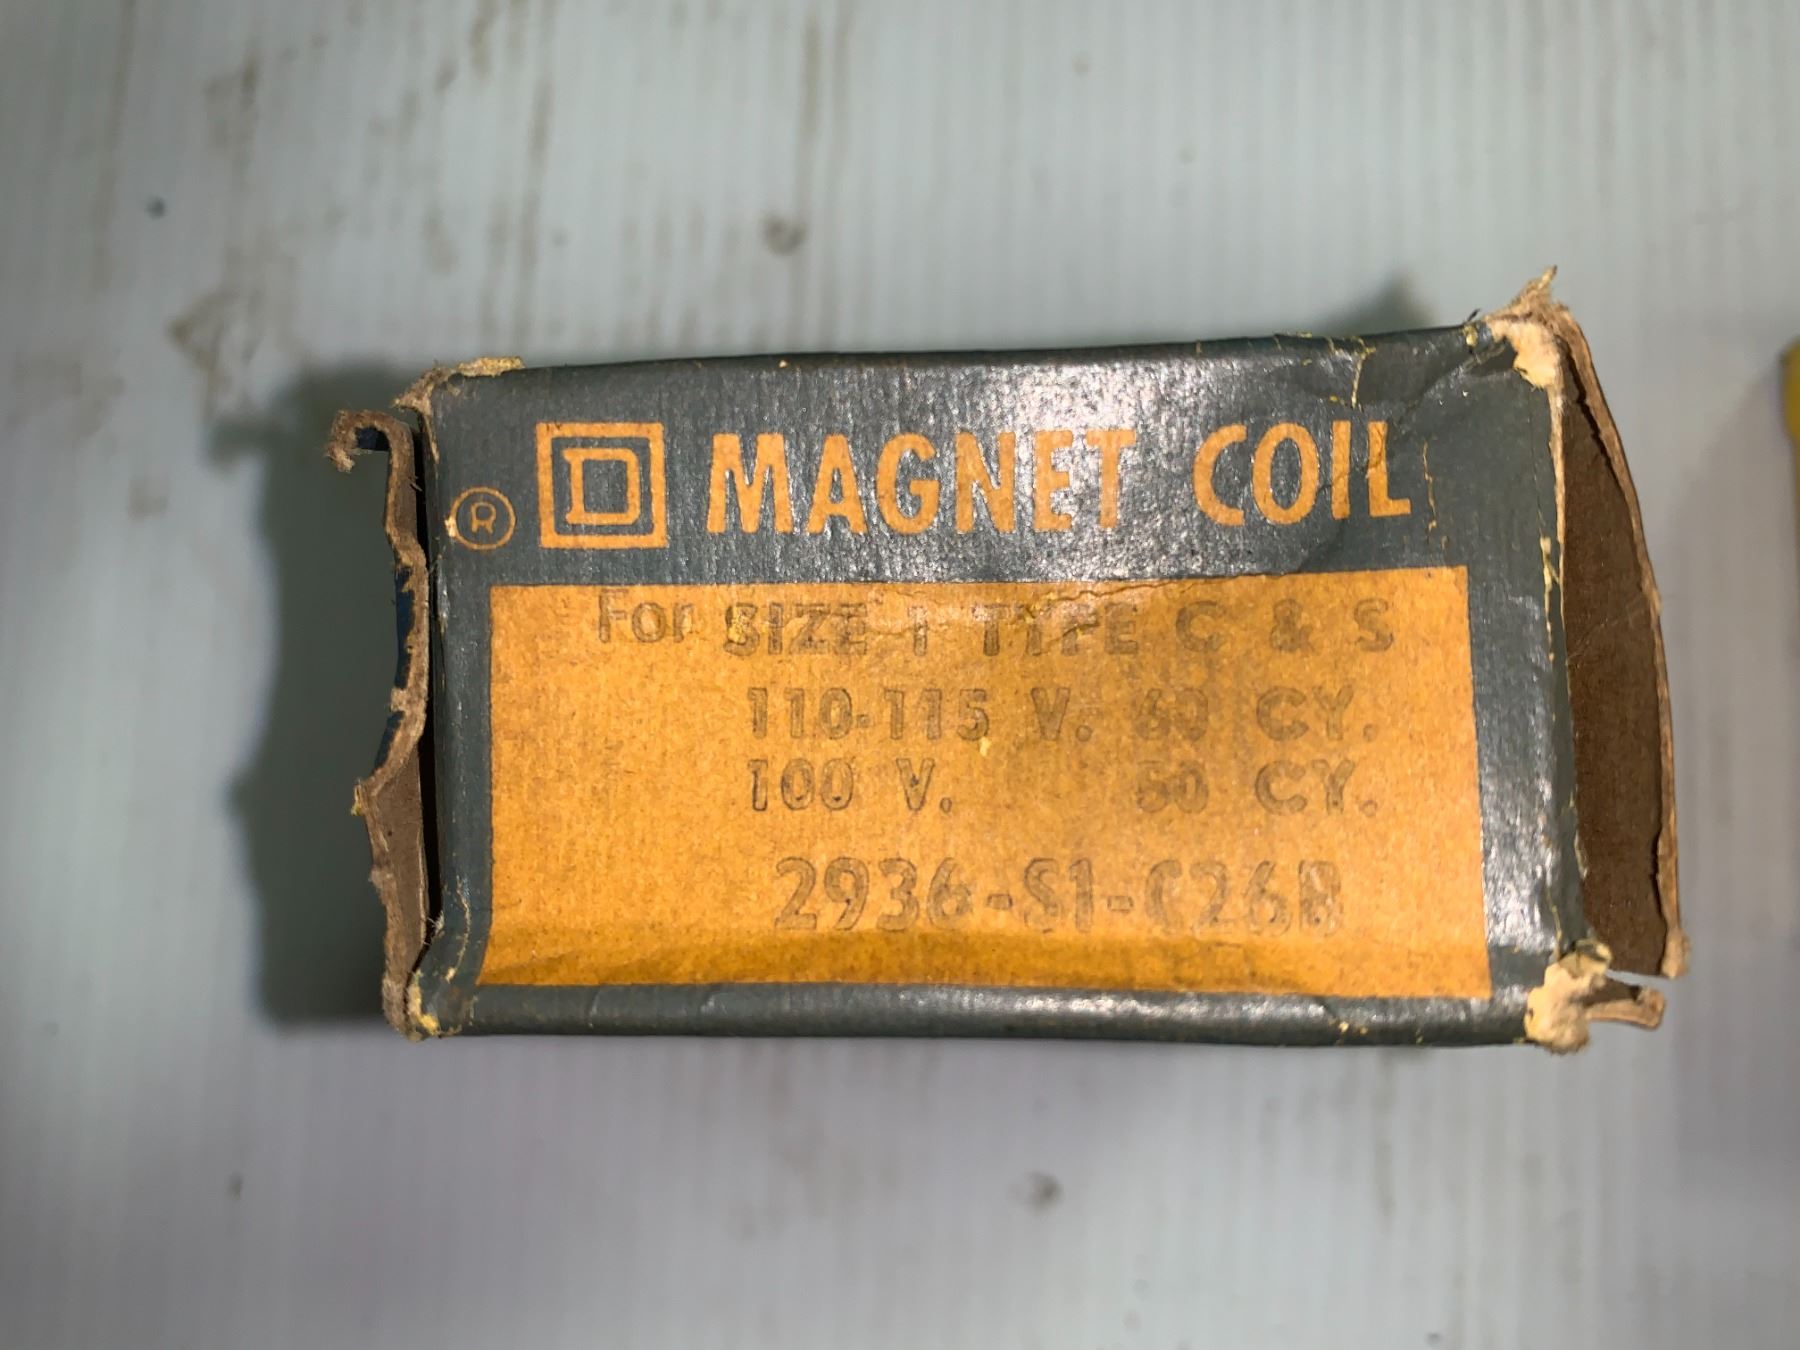 ® D MAGNET COIL
For SIZE 1 TYPE C & S
110-115 V. 60 CY.
100 V. 50 CY.
2936-S1-C26B